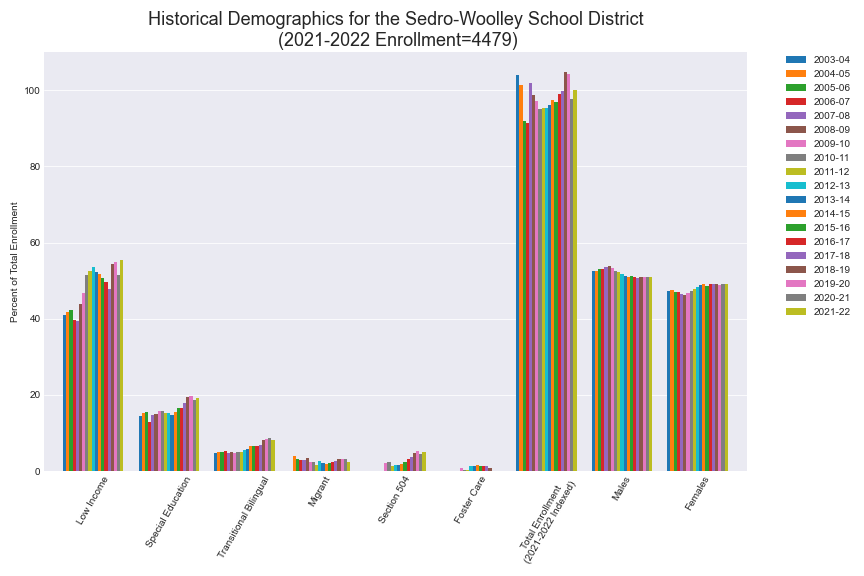 Historical Demographics for the Sedro-Woolley School District
(2021-2022 Enrollment=4479)
Percent of Total Enrollment
100
80
60
40
20
0
Low Income
Special Education
Transitional Bilingual
Migrant
Section 504
Foster Care
Total Enrollment
(2021-2022 Indexed)
Males
Females
2003-04
2004-05
2005-06
2006-07
2007-08
2008-09
2009-10
2010-11
2011-12
2012-13
2013-14
2014-15
2015-16
2016-17
2017-18
2018-19
2019-20
2020-21
2021-22